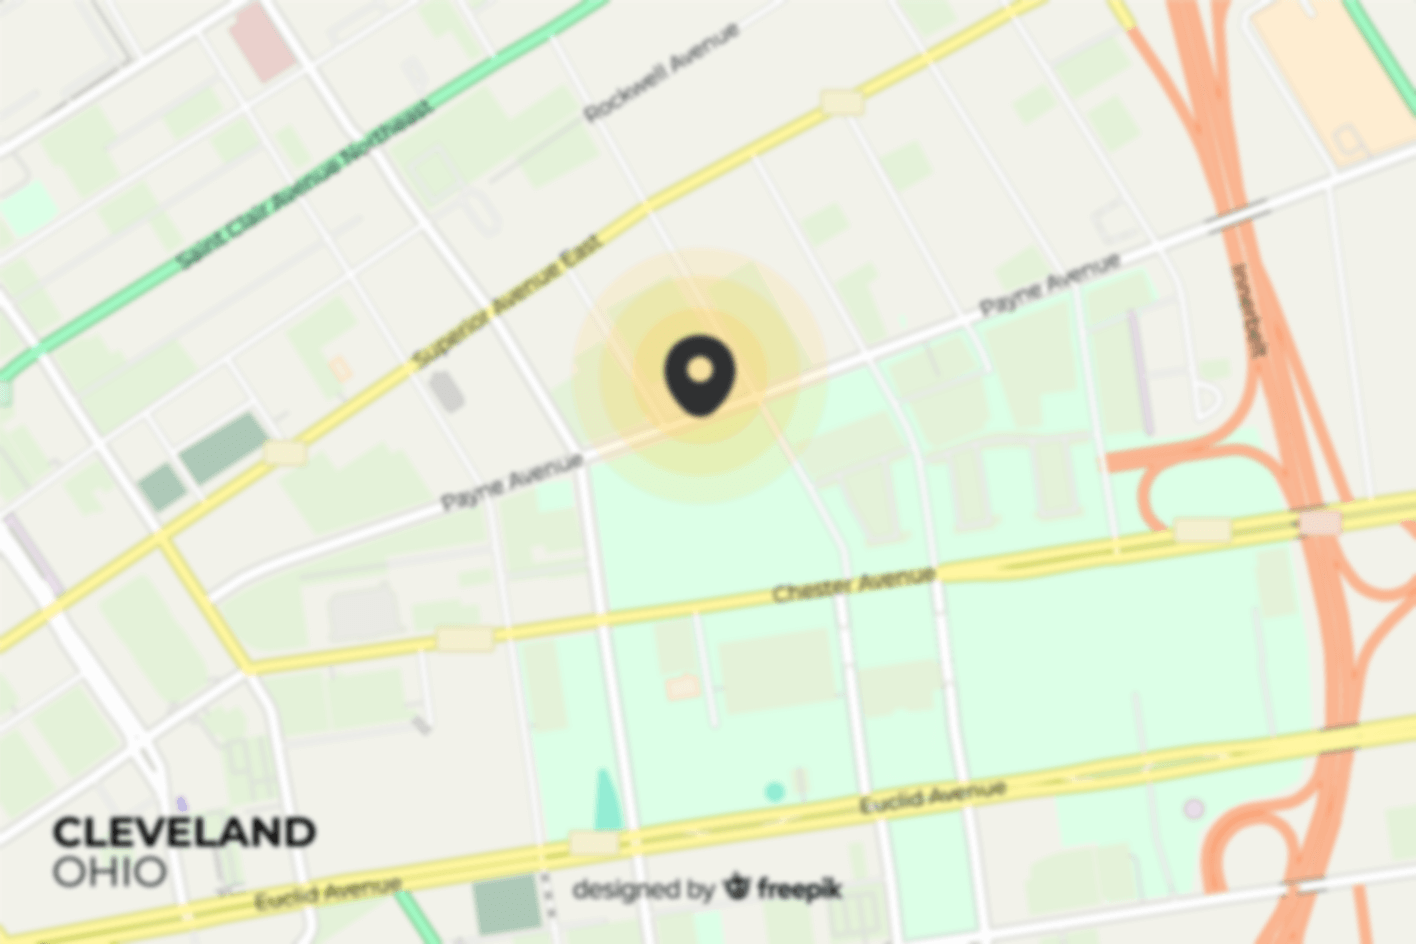 Rockwell Avenue
Saint Clair Avenue Northeast
Superior Avenue East
Payne Avenue
Innerbelt
Payne Avenue
Chester Avenue
Euclid Avenue
CLEVELAND
OHIO
Euclid Avenue
designed by freepik